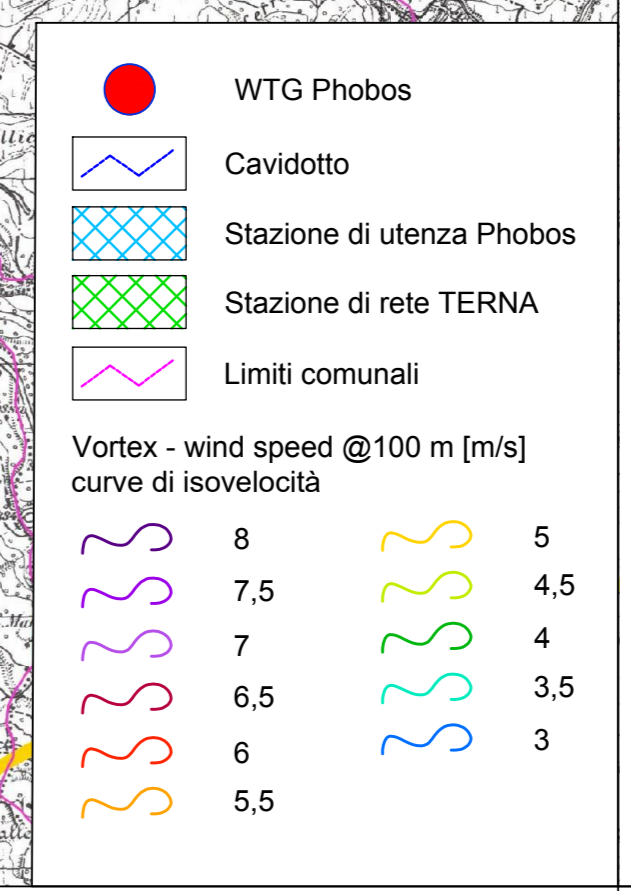 WTG Phobos
Cavidotto
Stazione di utenza Phobos
Stazione di rete TERNA
Limiti comunali
Vortex - wind speed @100 m [m/s]
curve di isovelocità
8
7,5
7
6,5
6
5,5
5
4,5
4
3,5
3